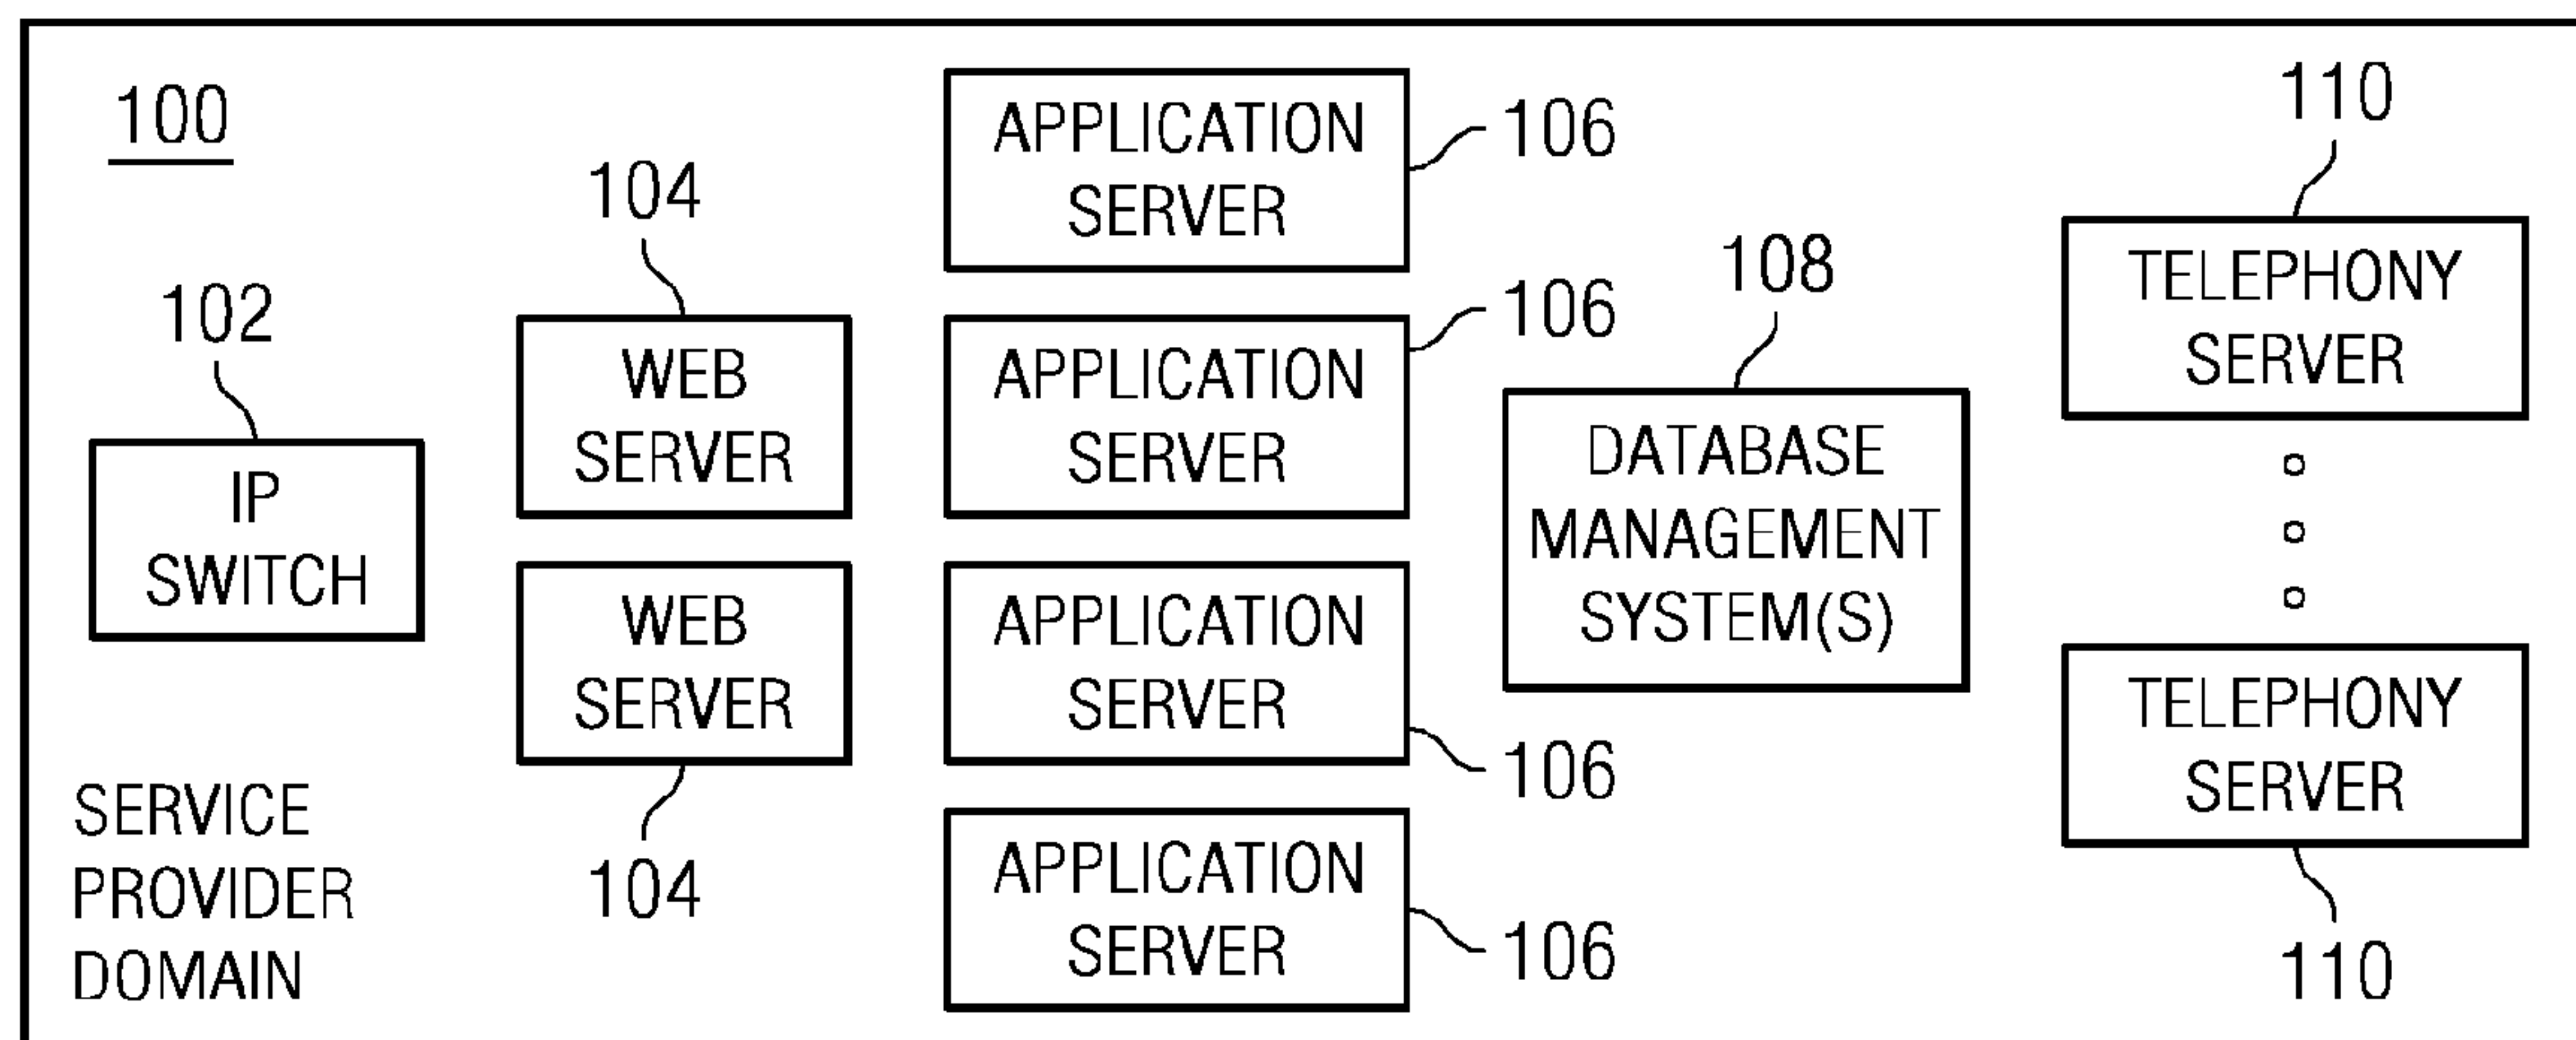 100
102
IP
SWITCH
SERVICE
PROVIDER
DOMAIN
104
WEB
SERVER
WEB
SERVER
104
APPLICATION
SERVER
106
APPLICATION
SERVER
106
APPLICATION
SERVER
106
APPLICATION
SERVER
106
108
DATABASE
MANAGEMENT
SYSTEM(S)
110
TELEPHONY
SERVER
TELEPHONY
SERVER
110